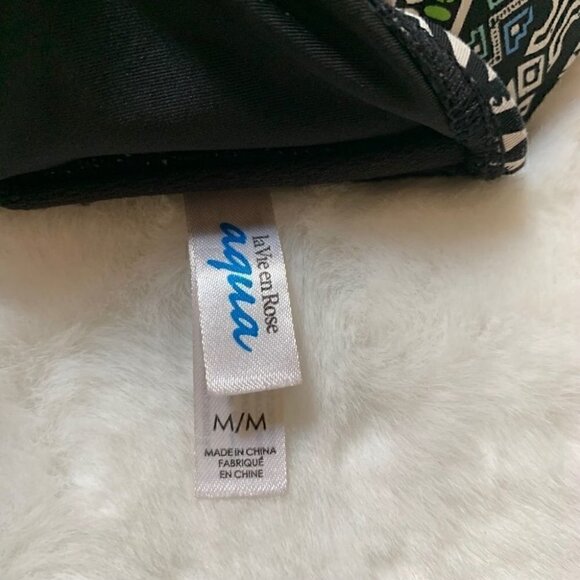 la Vie en Rose
aqua
M/M
MADE IN CHINA
FABRIQUÉ
EN CHINE